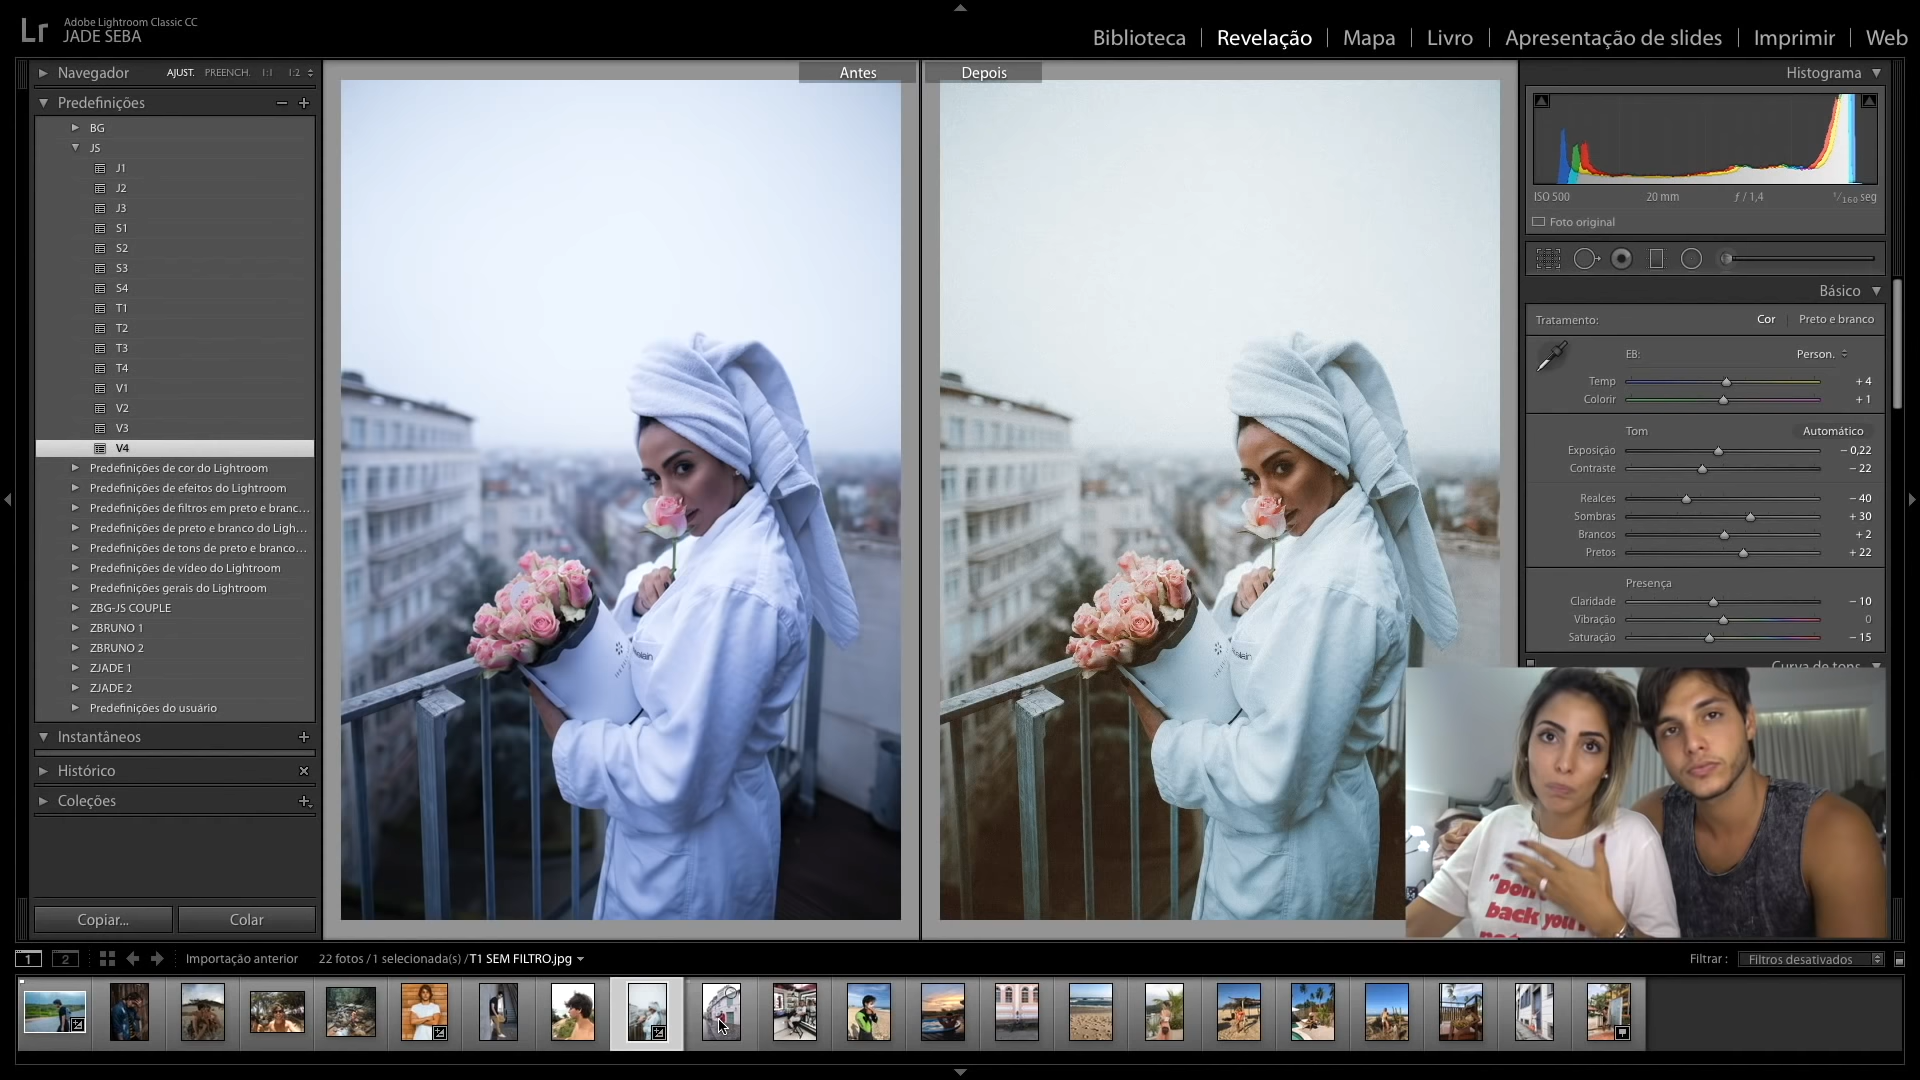 Adobe Lightroom Classic CC
JADE SEBA
Biblioteca | Revelação | Mapa | Livro | Apresentação de slides | Imprimir | Web
Navegador AJUST. PREENCH. 1:1 1:2
Predefinições
BG
JS
J1
J2
J3
S1
S2
S3
S4
T1
T2
T3
T4
V1
V2
V3
V4
Predefinições de cor do Lightroom
Predefinições de efeitos do Lightroom
Predefinições de filtros em preto e branc...
Predefinições de preto e branco do Ligh...
Predefinições de tons de preto e branco...
Predefinições de vídeo do Lightroom
Predefinições gerais do Lightroom
ZBG-JS COUPLE
ZBRUNO 1
ZBRUNO 2
ZJADE 1
ZJADE 2
Predefinições do usuário
Instantâneos
Histórico
Coleções
Copiar...
Colar
Antes
Depois
Histograma
ISO 500 20 mm ƒ / 1,4 1/160 seg
Foto original
Básico
Tratamento: Cor Preto e branco
EB: Person.
Temp + 4
Colorir + 1
Tom Automático
Exposição − 0,22
Contraste − 22
Realces − 40
Sombras + 30
Brancos + 2
Pretos + 22
Presença
Claridade − 10
Vibração 0
Saturação − 15
Curva de tons
"Don't
back
1 2 Importação anterior 22 fotos / 1 selecionada(s) / T1 SEM FILTRO.jpg
Filtrar : Filtros desativados